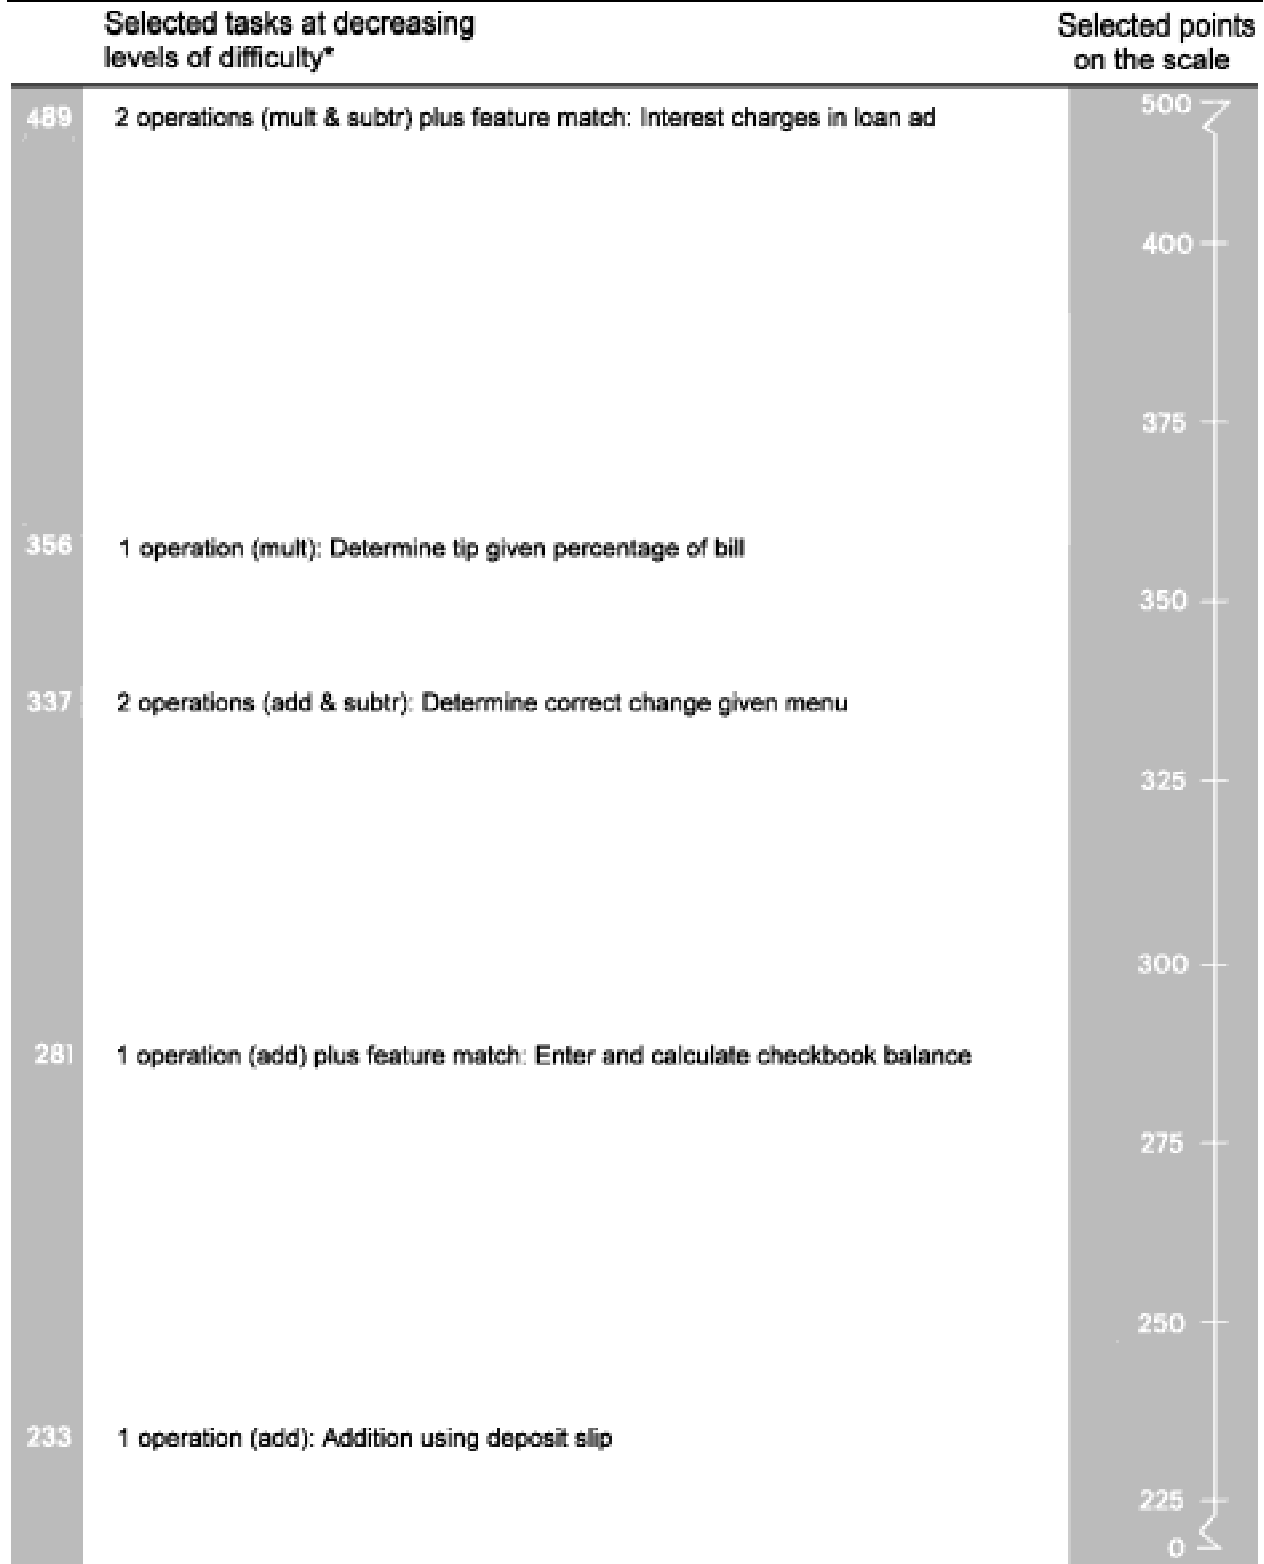 Selected tasks at decreasing
levels of difficulty*
Selected points
on the scale
489 2 operations (mult & subtr) plus feature match: Interest charges in loan ad
500
400
375
356 1 operation (mult): Determine tip given percentage of bill
350
337 2 operations (add & subtr): Determine correct change given menu
325
300
281 1 operation (add) plus feature match: Enter and calculate checkbook balance
275
250
233 1 operation (add): Addition using deposit slip
225
0